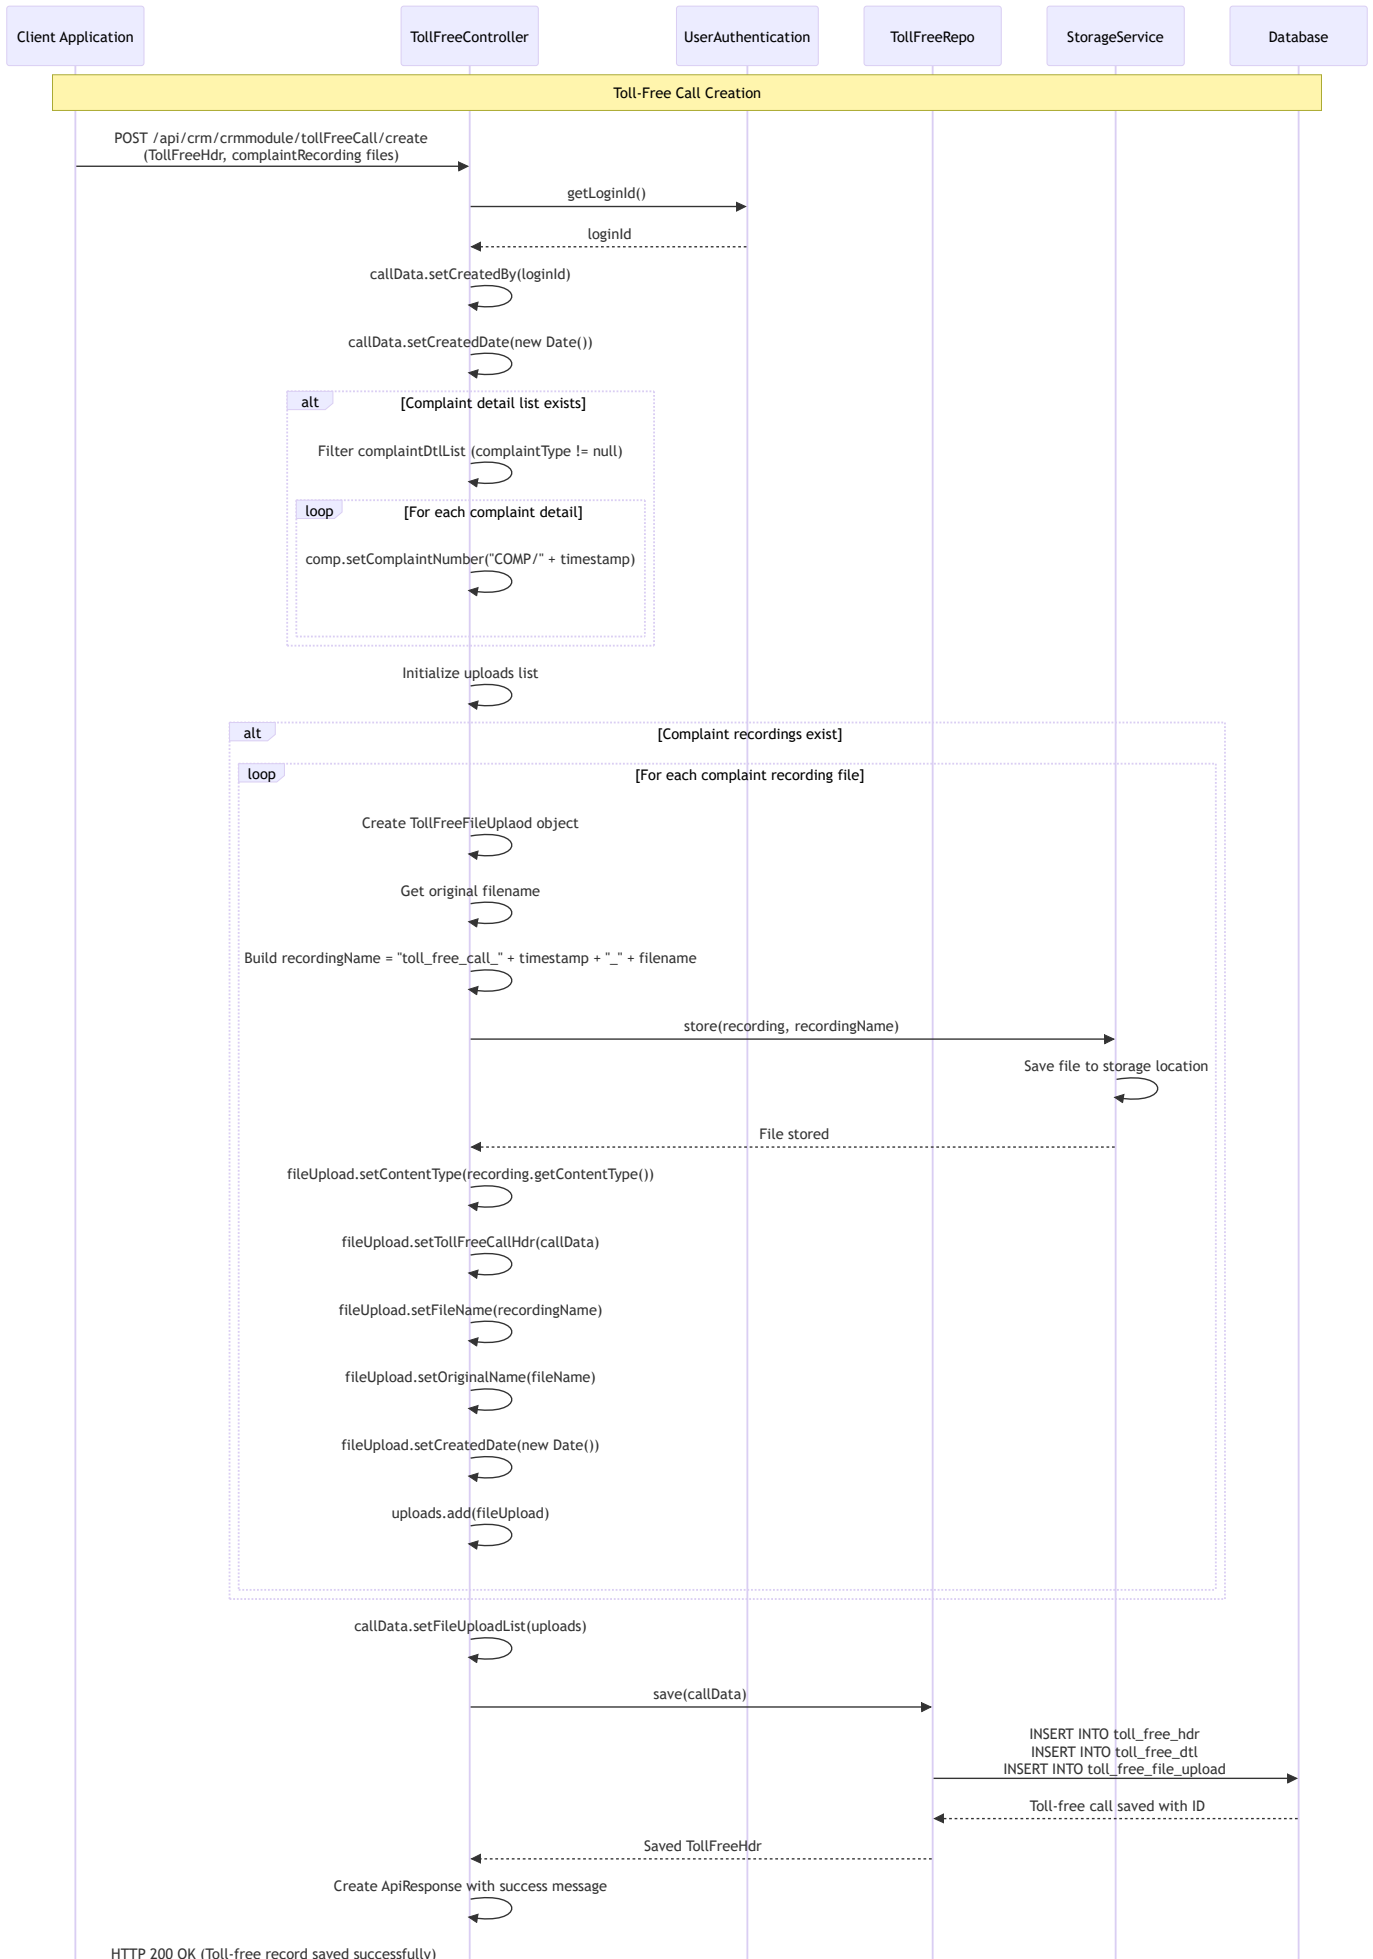 Client Application
TollFreeController
UserAuthentication
TollFreeRepo
StorageService
Database
Toll-Free Call Creation
POST /api/crm/crmmodule/tollFreeCall/create
(TollFreeHdr, complaintRecording files)
getLoginId()
loginId
callData.setCreatedBy(loginId)
callData.setCreatedDate(new Date())
alt
[Complaint detail list exists]
Filter complaintDtlList (complaintType != null)
loop
[For each complaint detail]
comp.setComplaintNumber("COMP/" + timestamp)
Initialize uploads list
alt
[Complaint recordings exist]
loop
[For each complaint recording file]
Create TollFreeFileUplaod object
Get original filename
Build recordingName = "toll_free_call_" + timestamp + "_" + filename
store(recording, recordingName)
Save file to storage location
File stored
fileUpload.setContentType(recording.getContentType())
fileUpload.setTollFreeCallHdr(callData)
fileUpload.setFileName(recordingName)
fileUpload.setOriginalName(fileName)
fileUpload.setCreatedDate(new Date())
uploads.add(fileUpload)
callData.setFileUploadList(uploads)
save(callData)
INSERT INTO toll_free_hdr
INSERT INTO toll_free_dtl
INSERT INTO toll_free_file_upload
Toll-free call saved with ID
Saved TollFreeHdr
Create ApiResponse with success message
HTTP 200 OK (Toll-free record saved successfully)